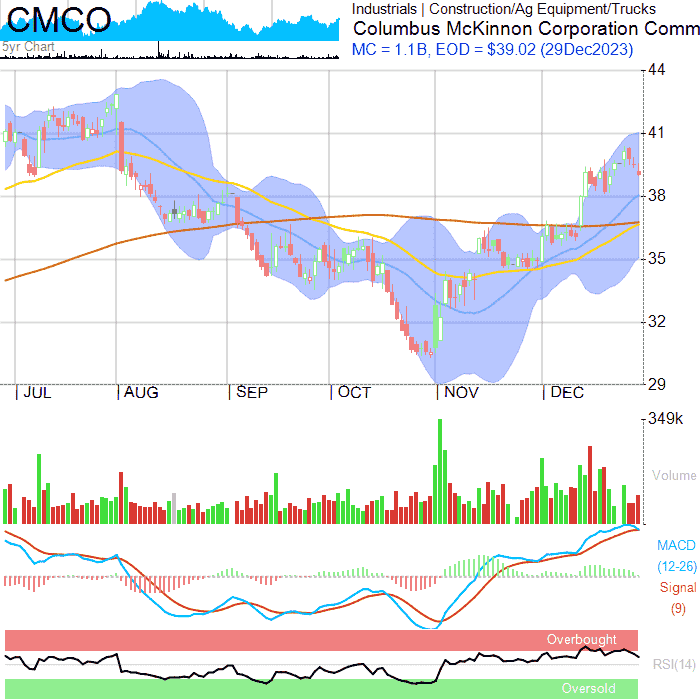 CMCO
5yr Chart
Industrials | Construction/Ag Equipment/Trucks
Columbus McKinnon Corporation Comm
MC = 1.1B, EOD = $39.02 (29Dec2023)
44
41
38
35
32
29
| JUL | AUG | SEP | OCT | NOV | DEC
349k
Volume
MACD
(12-26)
Signal
(9)
Overbought
RSI(14)
Oversold